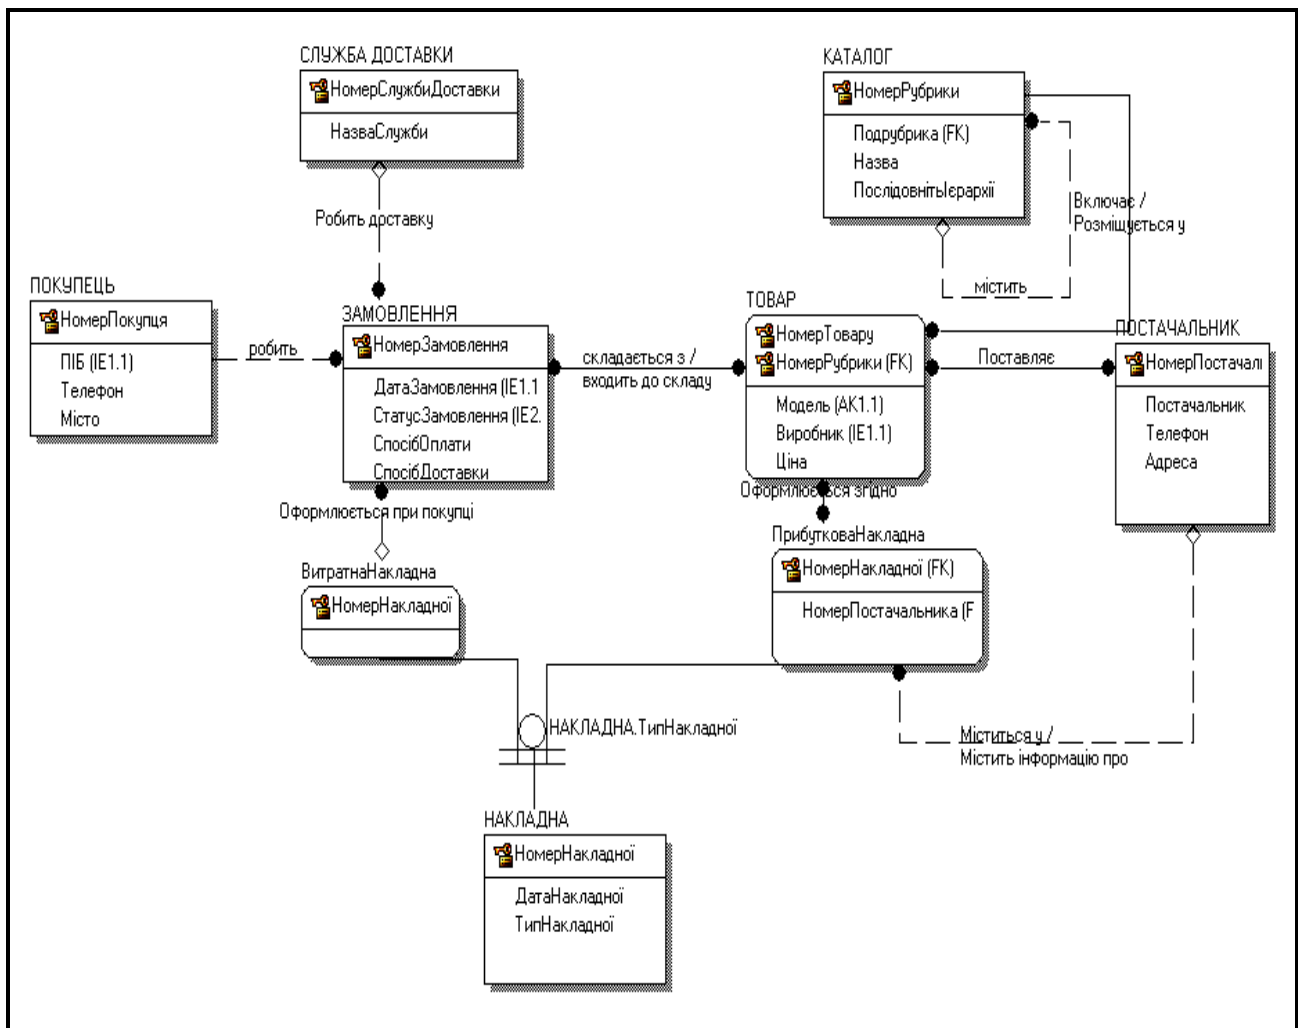 СЛУЖБА ДОСТАВКИ
НомерСлужбиДоставки
НазваСлужби
Робить доставку
КАТАЛОГ
НомерРубрики
Подрубрика (FK)
Назва
ПослідовнітьІєрархії
Включає /
Розміщується у
містить
ПОКУПЕЦЬ
НомерПокупця
ПІБ (IE1.1)
Телефон
Місто
робить
ЗАМОВЛЕННЯ
НомерЗамовлення
ДатаЗамовлення (IE1.1
СтатусЗамовлення (IE2.
СпосібОплати
СпосібДоставки
складається з /
входить до складу
ТОВАР
НомерТовару
НомерРубрики (FK)
Модель (AK1.1)
Виробник (IE1.1)
Ціна
Поставляє
ПОСТАЧАЛЬНИК
НомерПостачалі
Постачальник
Телефон
Адреса
Оформлюється при покупці
Оформлюється згідно
ВитратнаНакладна
НомерНакладної
ПрибутковаНакладна
НомерНакладної (FK)
НомерПостачальника (F
НАКЛАДНА.ТипНакладної
Міститься у /
Містить інформацію про
НАКЛАДНА
НомерНакладної
ДатаНакладної
ТипНакладної